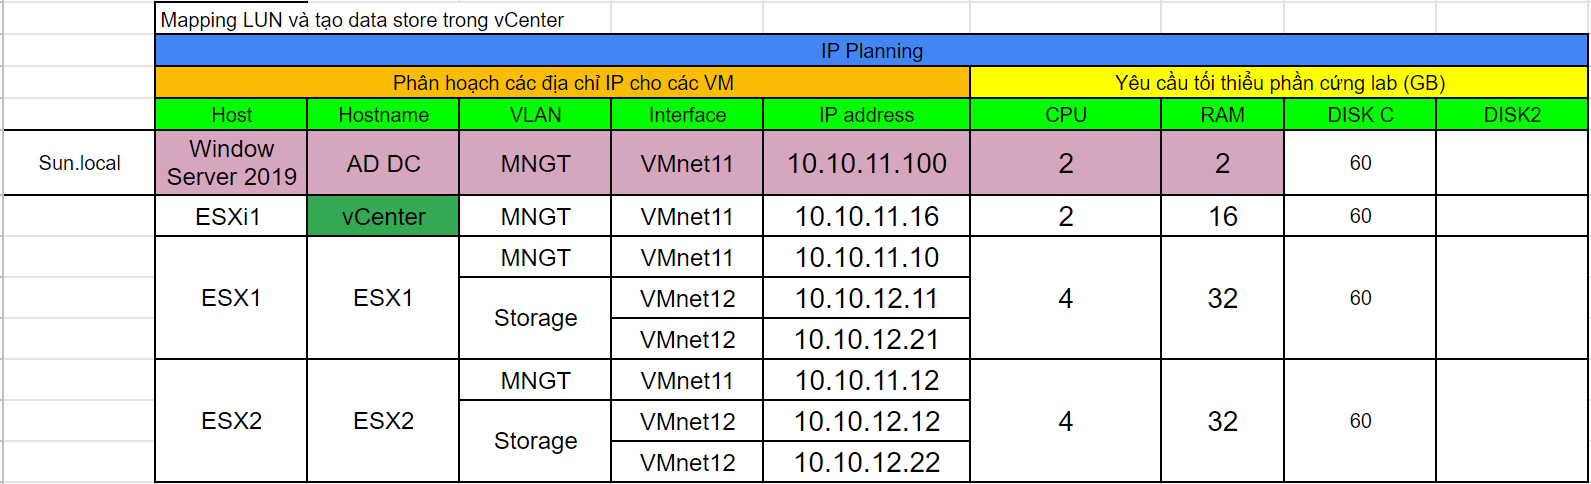 Mapping LUN và tạo data store trong vCenter
IP Planning
Phân hoạch các địa chỉ IP cho các VM Yêu cầu tối thiểu phần cứng lab (GB)
Host Hostname VLAN Interface IP address CPU RAM DISK C DISK2
Sun.local Window Server 2019 AD DC MNGT VMnet11 10.10.11.100 2 2 60
ESXi1 vCenter MNGT VMnet11 10.10.11.16 2 16 60
ESX1 ESX1 MNGT VMnet11 10.10.11.10 4 32 60
Storage VMnet12 10.10.12.11
VMnet12 10.10.12.21
ESX2 ESX2 MNGT VMnet11 10.10.11.12 4 32 60
Storage VMnet12 10.10.12.12
VMnet12 10.10.12.22